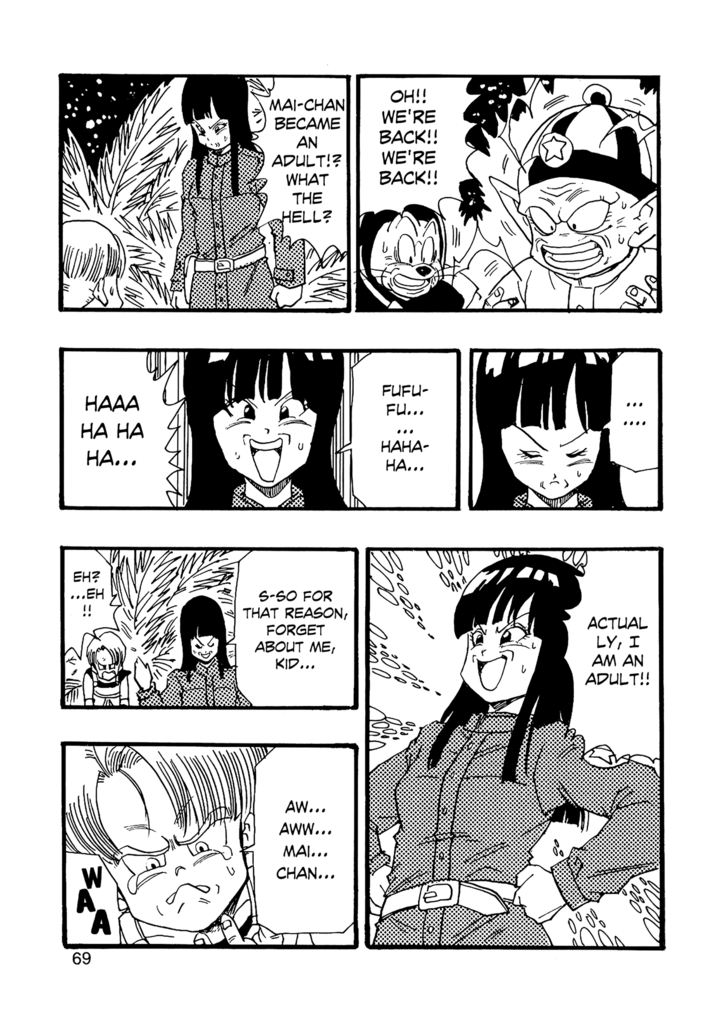 OH!!
WE'RE
BACK!!
WE'RE
BACK!!
MAI-CHAN
BECAME
AN
ADULT!?
WHAT
THE
HELL?
...
....
FUFU-
FU...
...
HAHA-
HA...
HAAA
HA HA
HA...
ACTUAL
LY, I
AM AN
ADULT!!
S-SO FOR
THAT REASON,
FORGET
ABOUT ME,
KID...
EH?
...EH
!!
AW...
AWW...
MAI...
CHAN...
WAA
69